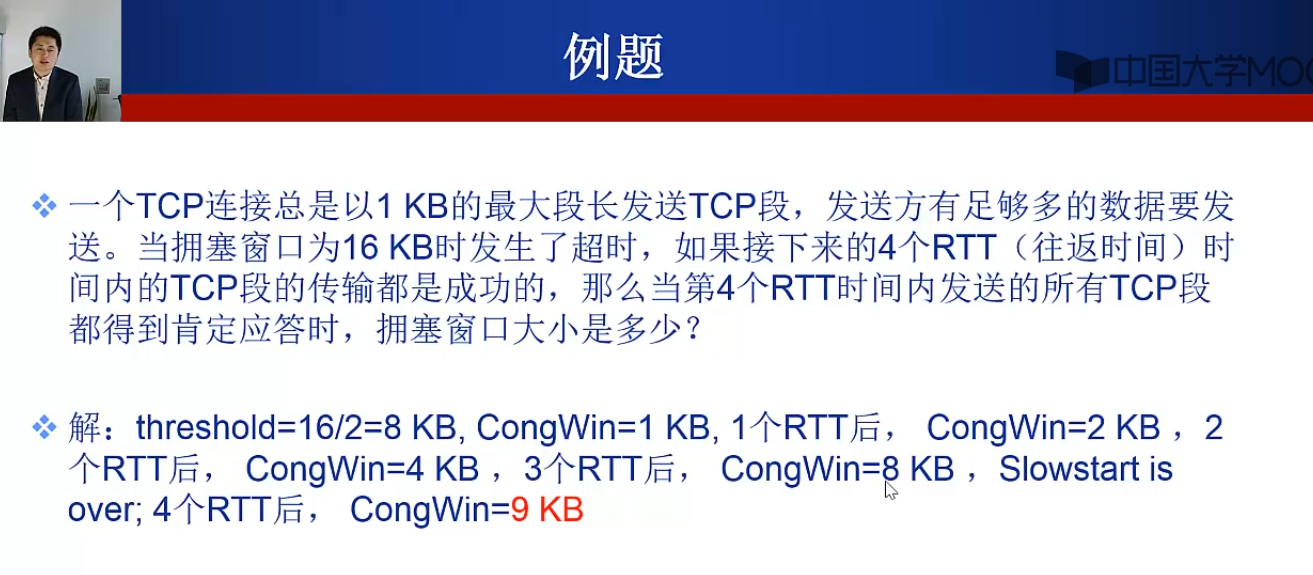 例题
中国大学MOO
一个TCP连接总是以1 KB的最大段长发送TCP段，发送方有足够多的数据要发
送。当拥塞窗口为16 KB时发生了超时，如果接下来的4个RTT（往返时间）时
间内的TCP段的传输都是成功的，那么当第4个RTT时间内发送的所有TCP段
都得到肯定应答时，拥塞窗口大小是多少？
解：threshold=16/2=8 KB, CongWin=1 KB, 1个RTT后， CongWin=2 KB ，2
个RTT后， CongWin=4 KB ，3个RTT后， CongWin=8 KB ，Slowstart is
over; 4个RTT后， CongWin=9 KB